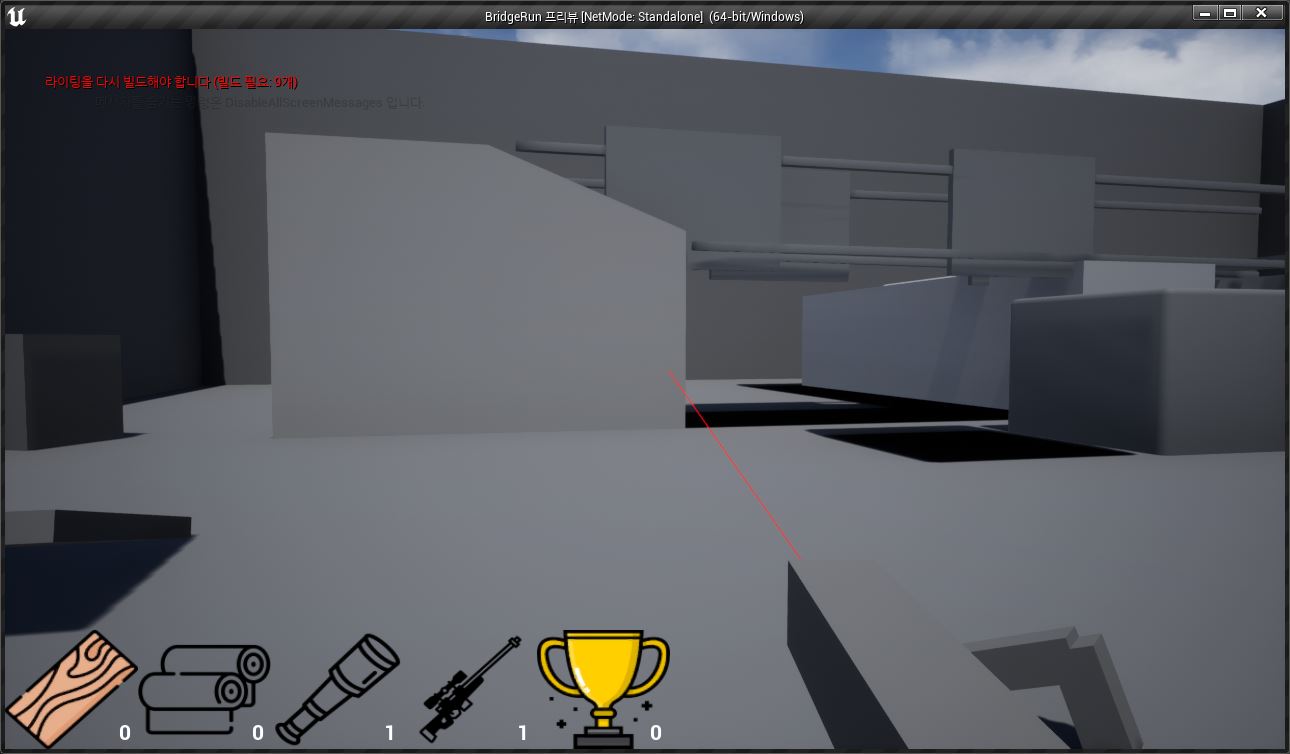 BridgeRun 프리뷰 [NetMode: Standalone] (64-bit/Windows)
라이팅을 다시 빌드해야 합니다 (빌드 필요: 9개)
DisableAllScreenMessages 입니다.
0 0 1 1 0